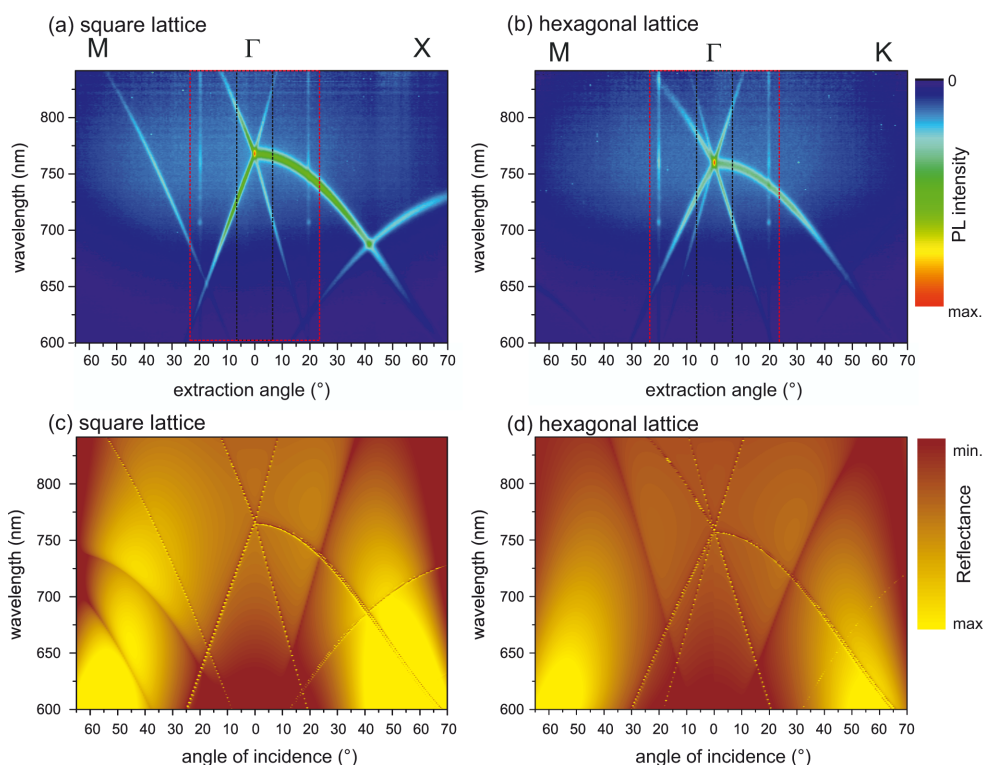 (a) square lattice
M Γ X
800
750
700
650
600
wavelength (nm)
60 50 40 30 20 10 0 10 20 30 40 50 60 70
extraction angle (°)
(b) hexagonal lattice
M Γ K
800
750
700
650
600
wavelength (nm)
60 50 40 30 20 10 0 10 20 30 40 50 60 70
extraction angle (°)
0
PL intensity
max.
(c) square lattice
800
750
700
650
600
wavelength (nm)
60 50 40 30 20 10 0 10 20 30 40 50 60 70
angle of incidence (°)
(d) hexagonal lattice
800
750
700
650
600
wavelength (nm)
60 50 40 30 20 10 0 10 20 30 40 50 60 70
angle of incidence (°)
min.
Reflectance
max